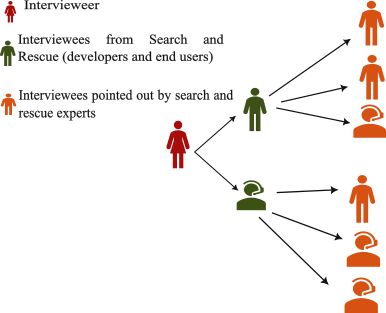 Interviewer
Interviewees from Search and
Rescue (developers and end users)
Interviewees pointed out by search and
rescue experts